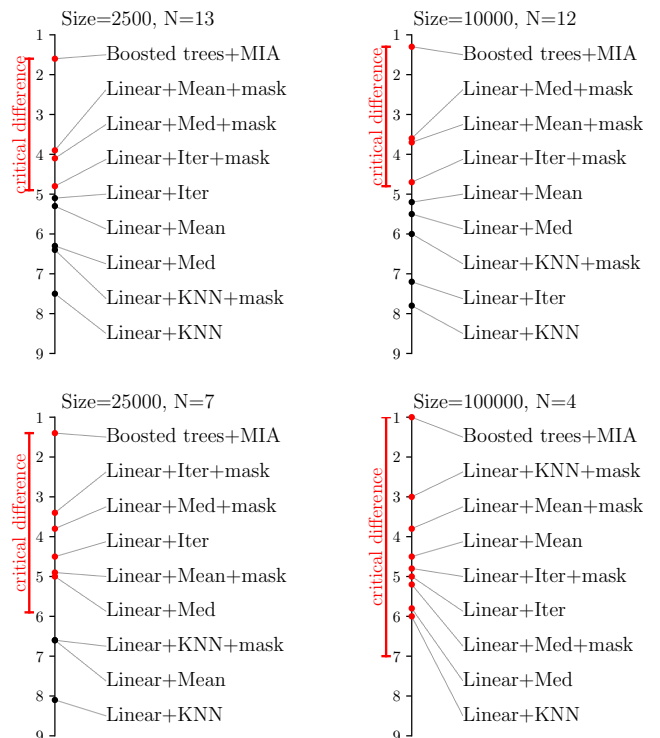 Size=2500, N=13
1
2
3
4
5
6
7
8
9
critical difference
Boosted trees+MIA
Linear+Mean+mask
Linear+Med+mask
Linear+Iter+mask
Linear+Iter
Linear+Mean
Linear+Med
Linear+KNN+mask
Linear+KNN
Size=10000, N=12
1
2
3
4
5
6
7
8
9
critical difference
Boosted trees+MIA
Linear+Med+mask
Linear+Mean+mask
Linear+Iter+mask
Linear+Mean
Linear+Med
Linear+KNN+mask
Linear+Iter
Linear+KNN
Size=25000, N=7
1
2
3
4
5
6
7
8
9
critical difference
Boosted trees+MIA
Linear+Iter+mask
Linear+Med+mask
Linear+Iter
Linear+Mean+mask
Linear+Med
Linear+KNN+mask
Linear+Mean
Linear+KNN
Size=100000, N=4
1
2
3
4
5
6
7
8
9
critical difference
Boosted trees+MIA
Linear+KNN+mask
Linear+Mean+mask
Linear+Mean
Linear+Iter+mask
Linear+Iter
Linear+Med+mask
Linear+Med
Linear+KNN